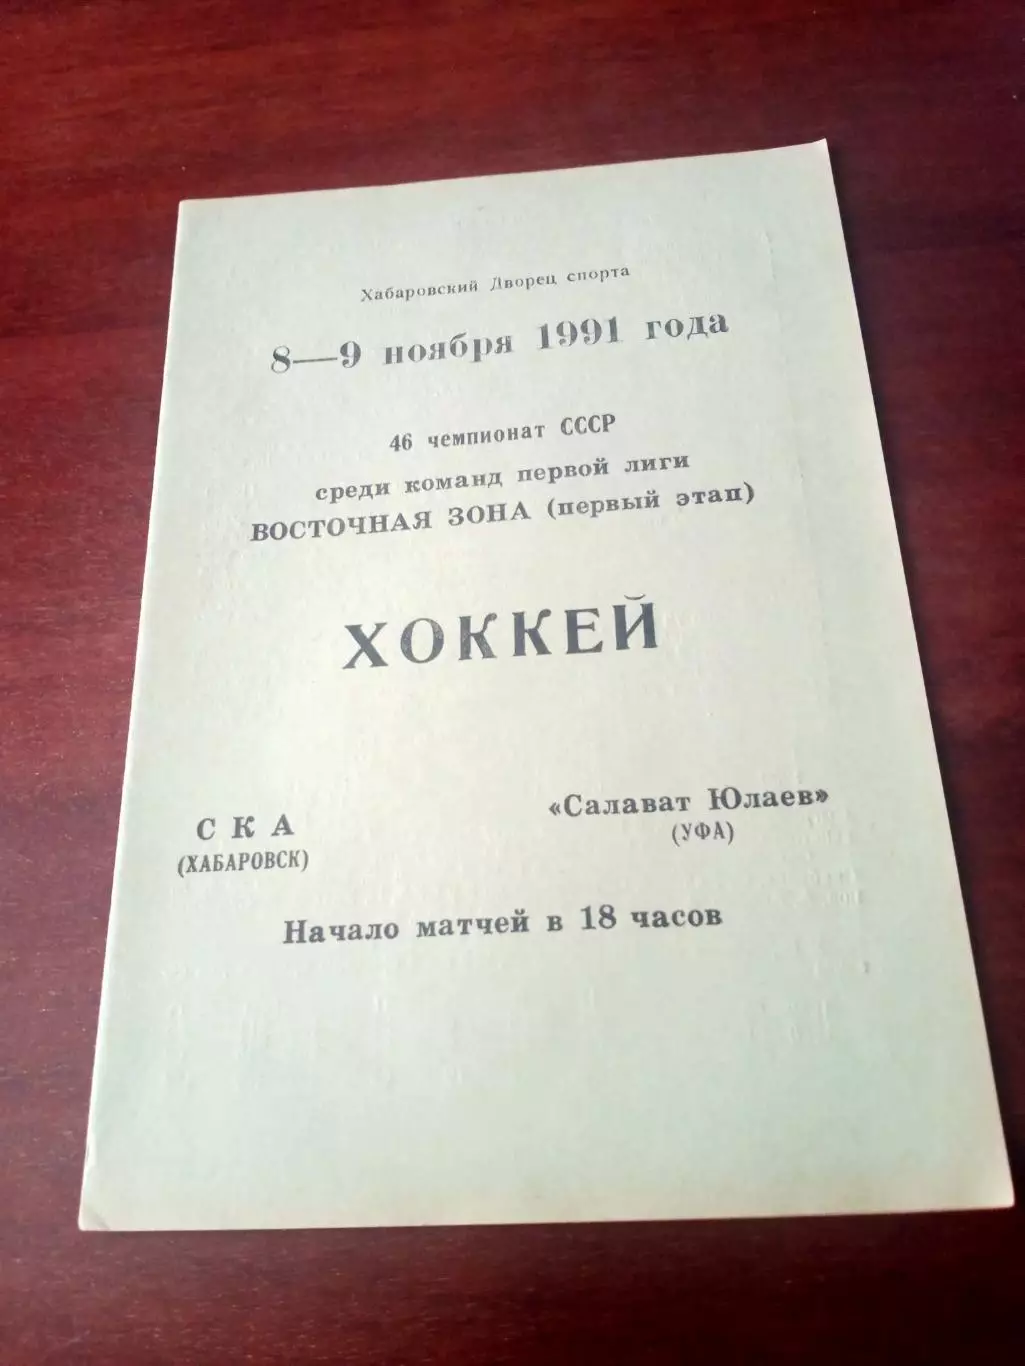 Хабаровский Дворец спорта
8—9 ноября 1991 года
46 чемпионат СССР
среди команд первой лиги
ВОСТОЧНАЯ ЗОНА (первый этап)
ХОККЕЙ
СКА «Салават Юлаев»
(ХАБАРОВСК) (УФА)
Начало матчей в 18 часов